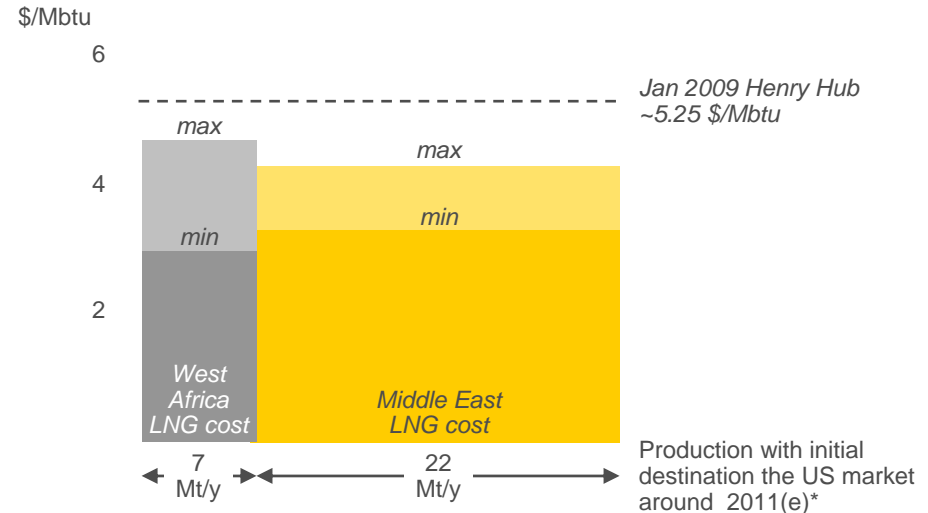 $/Mbtu
6
Jan 2009 Henry Hub
~5.25 $/Mbtu
max
max
4
min
min
2
West
Africa
LNG cost
Middle East
LNG cost
7
Mt/y
22
Mt/y
Production with initial
destination the US market
around 2011(e)*